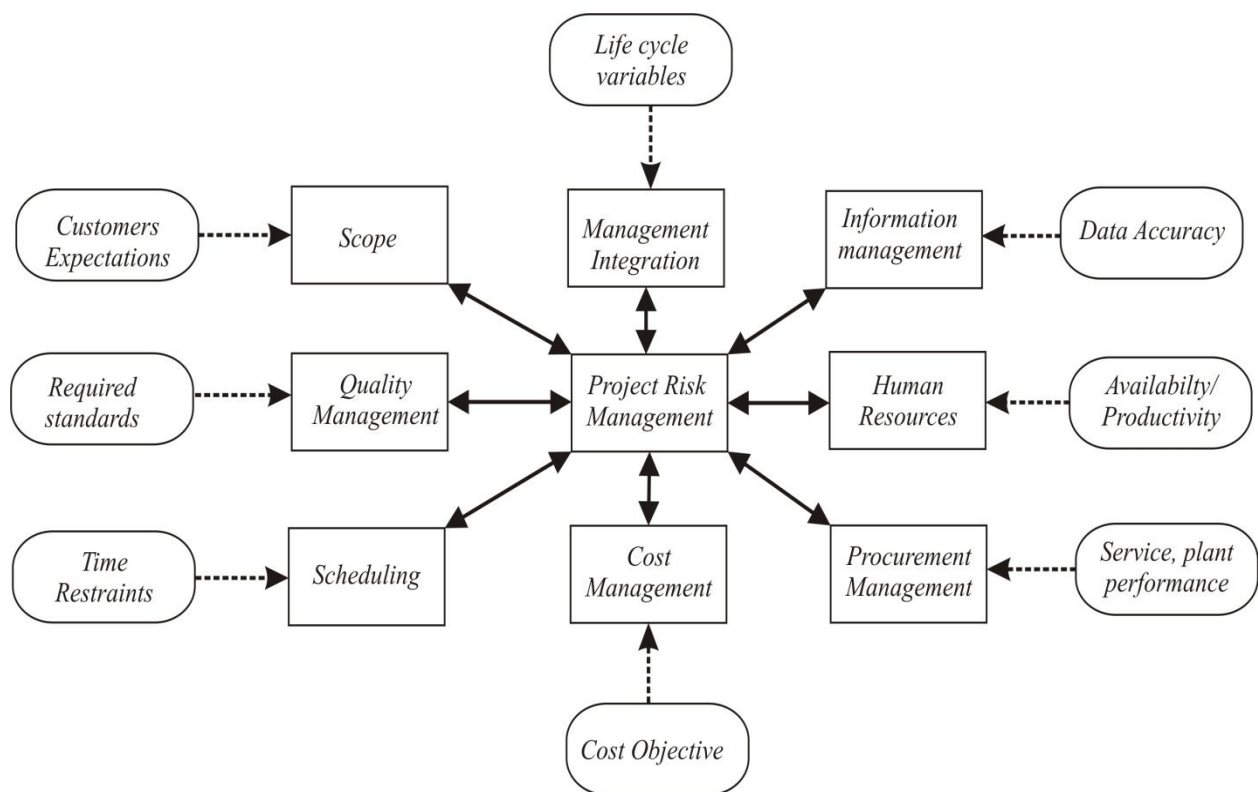 Life cycle
variables
Customers
Expectations
Scope
Management
Integration
Information
management
Data Accuracy
Required
standards
Quality
Management
Project Risk
Management
Human
Resources
Availabilty/
Productivity
Time
Restraints
Scheduling
Cost
Management
Procurement
Management
Service, plant
performance
Cost Objective